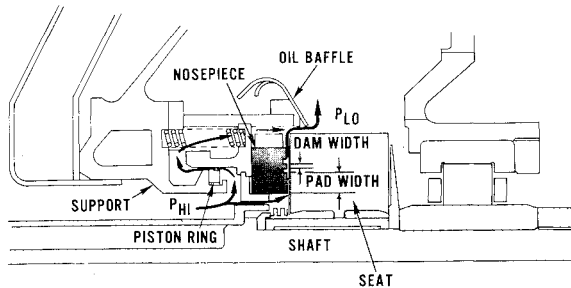 OIL BAFFLE
NOSEPIECE
PLO
DAM WIDTH
PAD WIDTH
SUPPORT
PHI
PISTON RING
SHAFT
SEAT